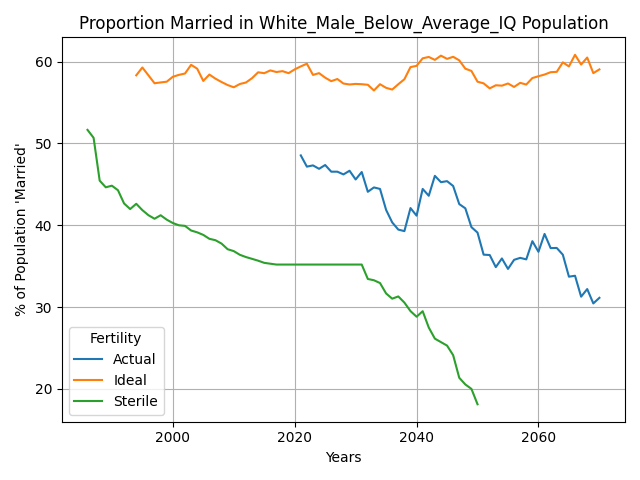 Proportion Married in White_Male_Below_Average_IQ Population
% of Population 'Married'
60
50
40
30
20
Fertility
Actual
Ideal
Sterile
2000
2020
2040
2060
Years